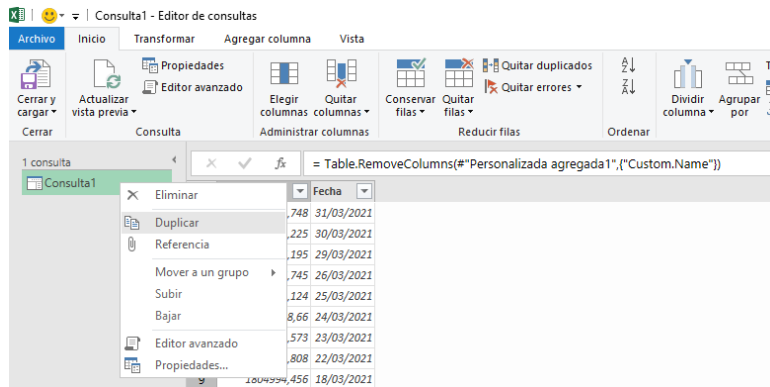 Consulta1 - Editor de consultas
Archivo Inicio Transformar Agregar columna Vista
Cerrar y cargar
Actualizar vista previa
Propiedades
Editor avanzado
Elegir columnas
Quitar columnas
Conservar filas
Quitar filas
Quitar duplicados
Quitar errores
Dividir columna
Agrupar por
Cerrar Consulta Administrar columnas Reducir filas Ordenar
1 consulta
fx = Table.RemoveColumns(#"Personalizada agregada1",{"Custom.Name"})
Consulta1
Fecha
Eliminar
Duplicar
Referencia
Mover a un grupo
Subir
Bajar
Editor avanzado
Propiedades...
,748 31/03/2021
,225 30/03/2021
,195 29/03/2021
,745 26/03/2021
,124 25/03/2021
8,66 24/03/2021
,573 23/03/2021
,808 22/03/2021
9 1804994,456 18/03/2021